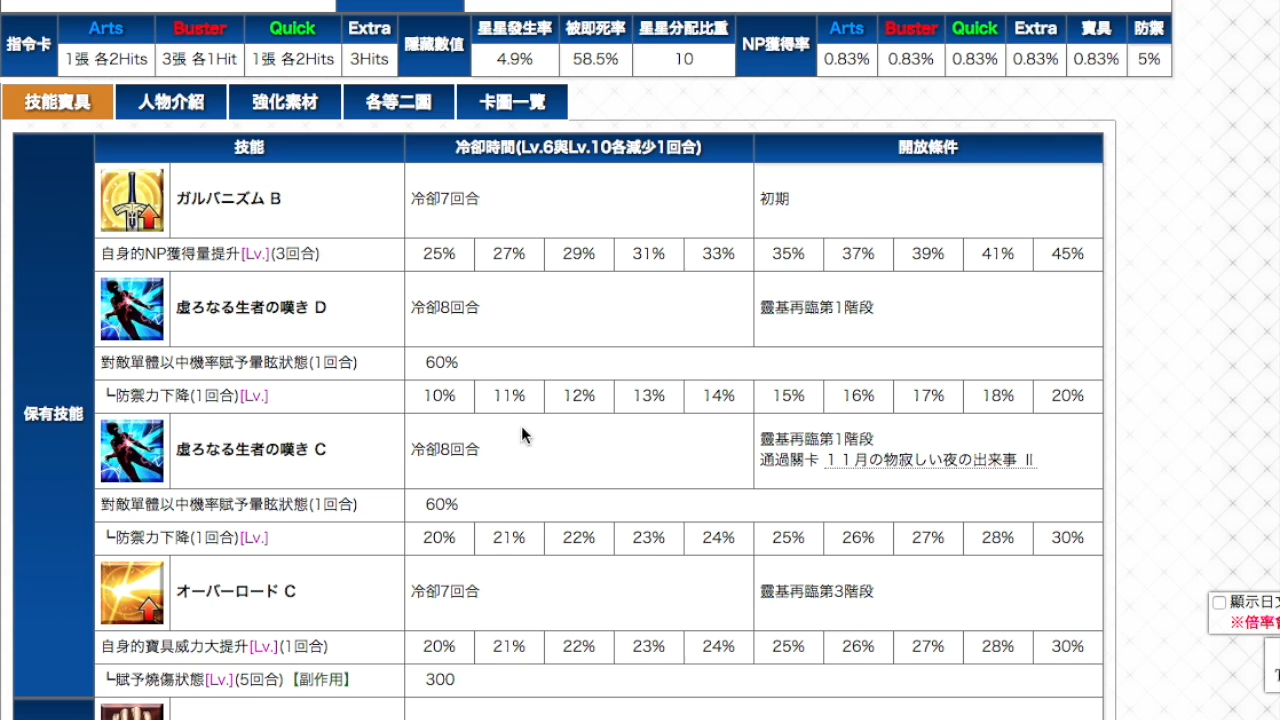 指令卡 Arts Buster Quick Extra 隱藏數值 星星發生率 被即死率 星星分配比重 NP獲得率 Arts Buster Quick Extra 寶具 防禦
1張 各2Hits 3張 各1Hit 1張 各2Hits 3Hits 4.9% 58.5% 10 0.83% 0.83% 0.83% 0.83% 0.83% 5%
技能寶具 人物介紹 強化素材 各等二圍 卡圖一覽
保有技能
技能 冷卻時間(Lv.6與Lv.10各減少1回合) 開放條件
ガルバニズム B 冷卻7回合 初期
自身的NP獲得量提升[Lv.](3回合) 25% 27% 29% 31% 33% 35% 37% 39% 41% 45%
虚ろなる生者の嘆き D 冷卻8回合 靈基再臨第1階段
對敵單體以中機率賦予暈眩狀態(1回合) 60%
┗防禦力下降(1回合)[Lv.] 10% 11% 12% 13% 14% 15% 16% 17% 18% 20%
虚ろなる生者の嘆き C 冷卻8回合 靈基再臨第1階段
通過關卡 １１月の物寂しい夜の出来事 Ⅱ
對敵單體以中機率賦予暈眩狀態(1回合) 60%
┗防禦力下降(1回合)[Lv.] 20% 21% 22% 23% 24% 25% 26% 27% 28% 30%
オーバーロード C 冷卻7回合 靈基再臨第3階段
自身的寶具威力大提升[Lv.](1回合) 20% 21% 22% 23% 24% 25% 26% 27% 28% 30%
┗賦予燒傷狀態[Lv.](5回合)【副作用】 300
顯示日文
※倍率會